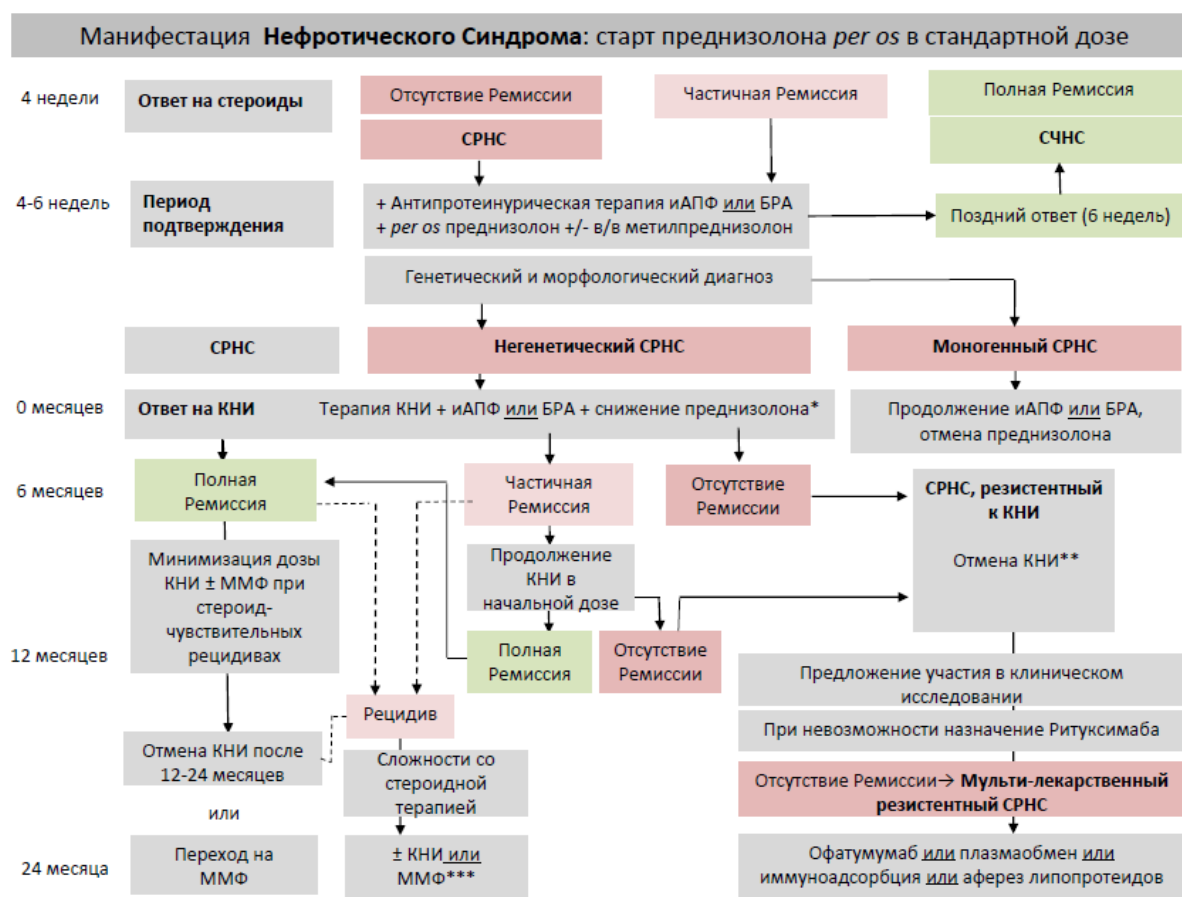 Манифестация Нефротического Синдрома: старт преднизолона per os в стандартной дозе
4 недели
Ответ на стероиды
Отсутствие Ремиссии
Частичная Ремиссия
Полная Ремиссия
СРНС
СЧНС
4-6 недель
Период
подтверждения
+ Антипротеинурическая терапия иАПФ или БРА
+ per os преднизолон +/- в/в метилпреднизолон
Поздний ответ (6 недель)
Генетический и морфологический диагноз
СРНС
Негенетический СРНС
Моногенный СРНС
0 месяцев
Ответ на КНИ
Терапия КНИ + иАПФ или БРА + снижение преднизолона*
Продолжение иАПФ или БРА,
отмена преднизолона
6 месяцев
Полная
Ремиссия
Частичная
Ремиссия
Отсутствие
Ремиссии
СРНС, резистентный
к КНИ
Отмена КНИ**
Минимизация дозы
КНИ ± ММФ при
стероид-
чувствительных
рецидивах
Продолжение
КНИ в
начальной дозе
12 месяцев
Полная
Ремиссия
Отсутствие
Ремиссии
Предложение участия в клиническом
исследовании
Рецидив
При невозможности назначение Ритуксимаба
Отмена КНИ после
12-24 месяцев
Сложности со
стероидной
терапией
Отсутствие Ремиссии→ Мульти-лекарственный
резистентный СРНС
или
24 месяца
Переход на
ММФ
± КНИ или
ММФ***
Офатумумаб или плазмаобмен или
иммуноадсорбция или аферез липопротеидов